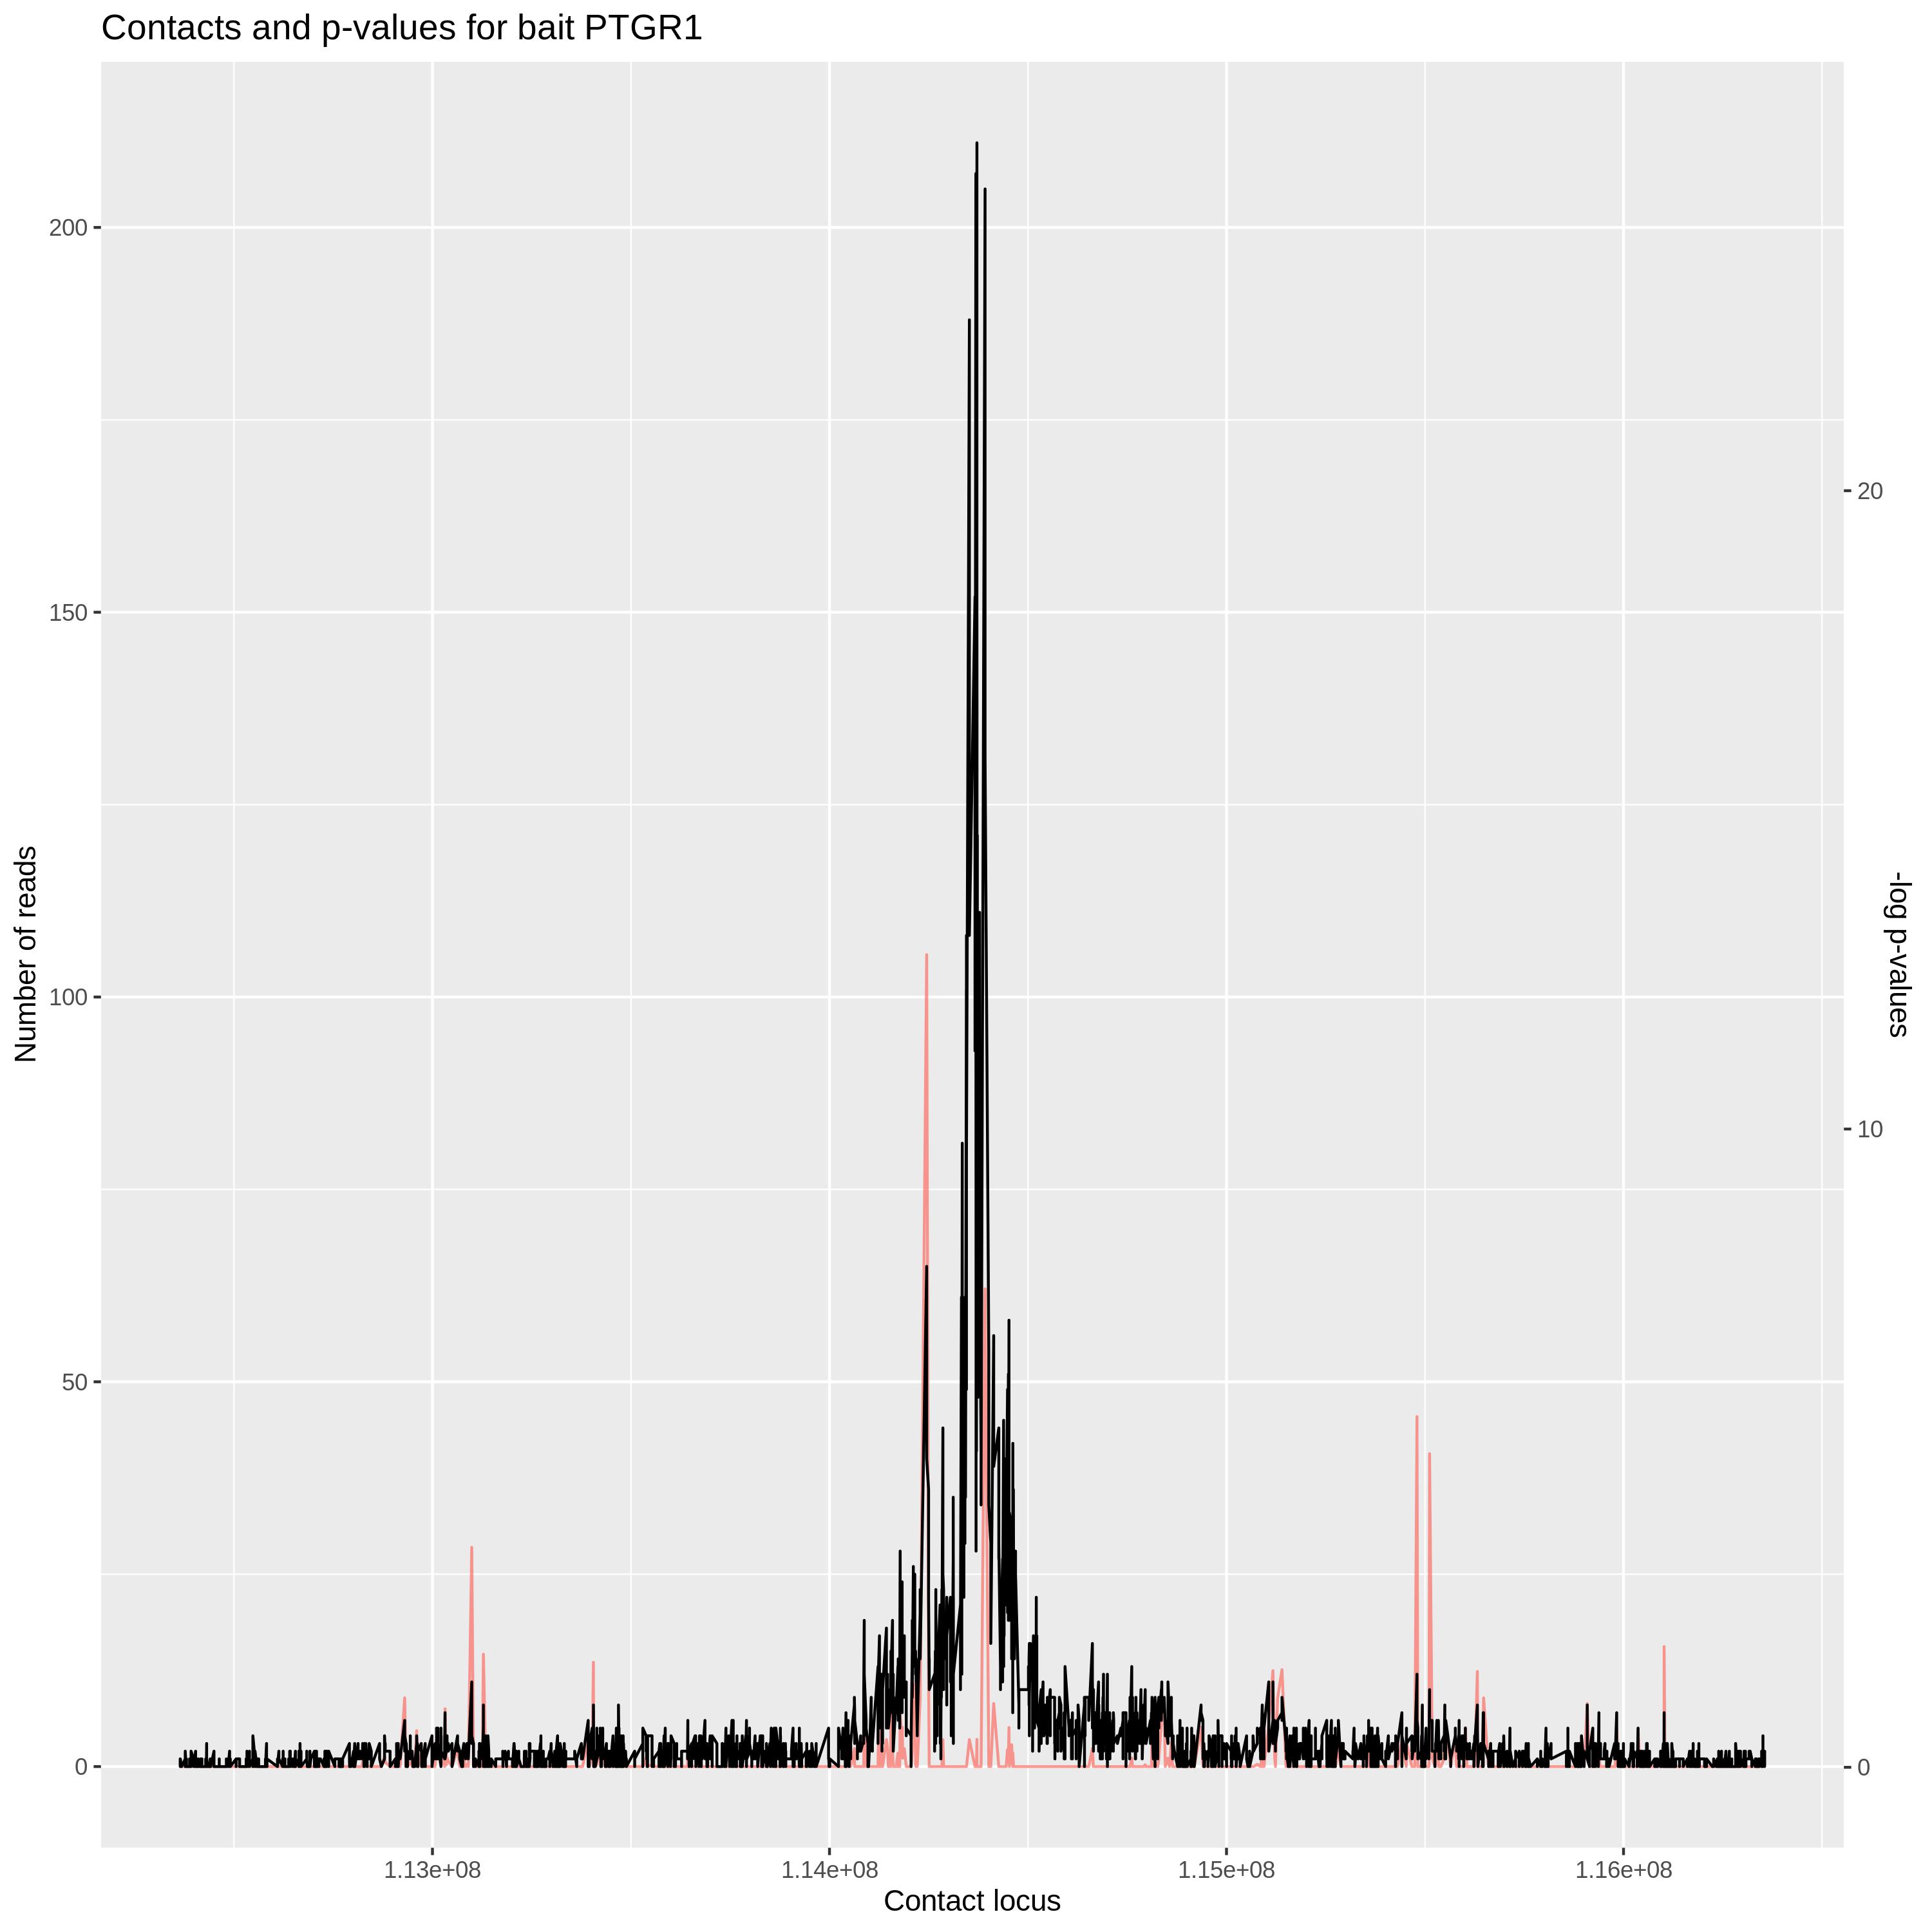 Contacts and p-values for bait PTGR1
200
150
100
50
0
Number of reads
20
10
0
-log p-values
1.13e+08
1.14e+08
1.15e+08
1.16e+08
Contact locus